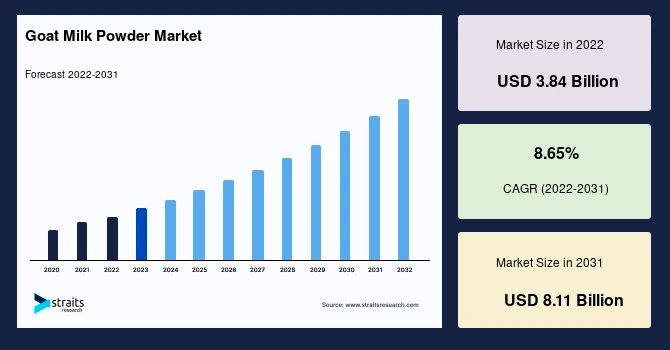 Goat Milk Powder Market
Forecast 2022-2031
2020 2021 2022 2023 2024 2025 2026 2027 2028 2029 2030 2031 2032
straits
research
Source: www.straitsresearch.com
Market Size in 2022
USD 3.84 Billion
8.65%
CAGR (2022-2031)
Market Size in 2031
USD 8.11 Billion